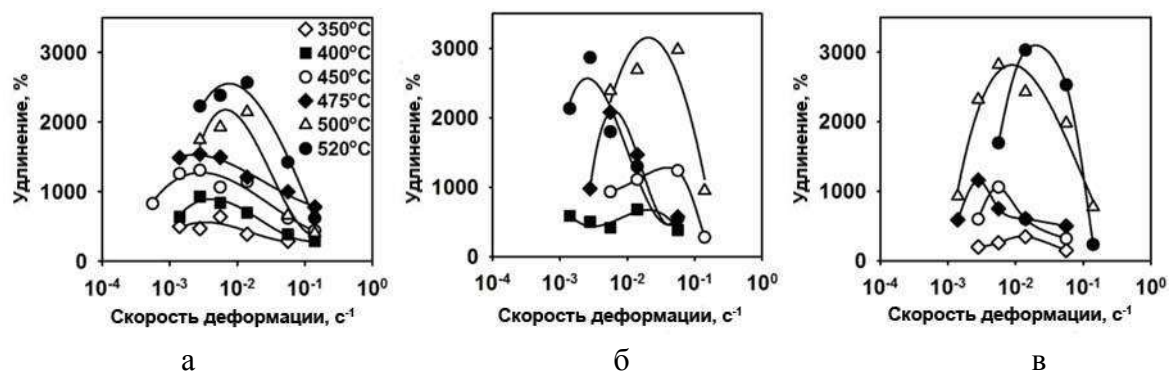 3000
2000
1000
0
Удлинение, %
350°C
400°C
450°C
475°C
500°C
520°C
10⁻⁴ 10⁻³ 10⁻² 10⁻¹ 10⁰
Скорость деформации, с⁻¹
а
3000
2000
1000
0
Удлинение, %
10⁻⁴ 10⁻³ 10⁻² 10⁻¹ 10⁰
Скорость деформации, с⁻¹
б
3000
2000
1000
0
Удлинение, %
10⁻⁴ 10⁻³ 10⁻² 10⁻¹ 10⁰
Скорость деформации, с⁻¹
в